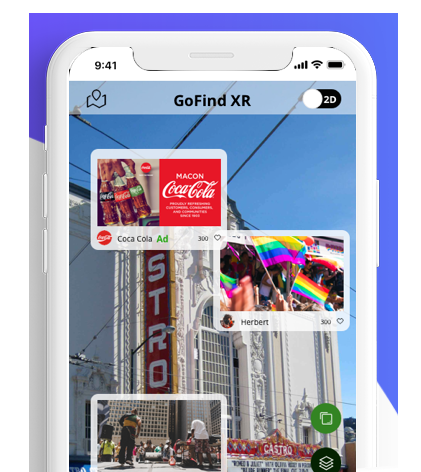 9:41
GoFind XR
2D
MACON
Coca-Cola
PROUDLY REFRESHING
CUSTOMERS, CONSUMERS,
AND COMMUNITIES
SINCE 1902
Coca Cola Ad
300
STRO
Herbert
300
CASTRO